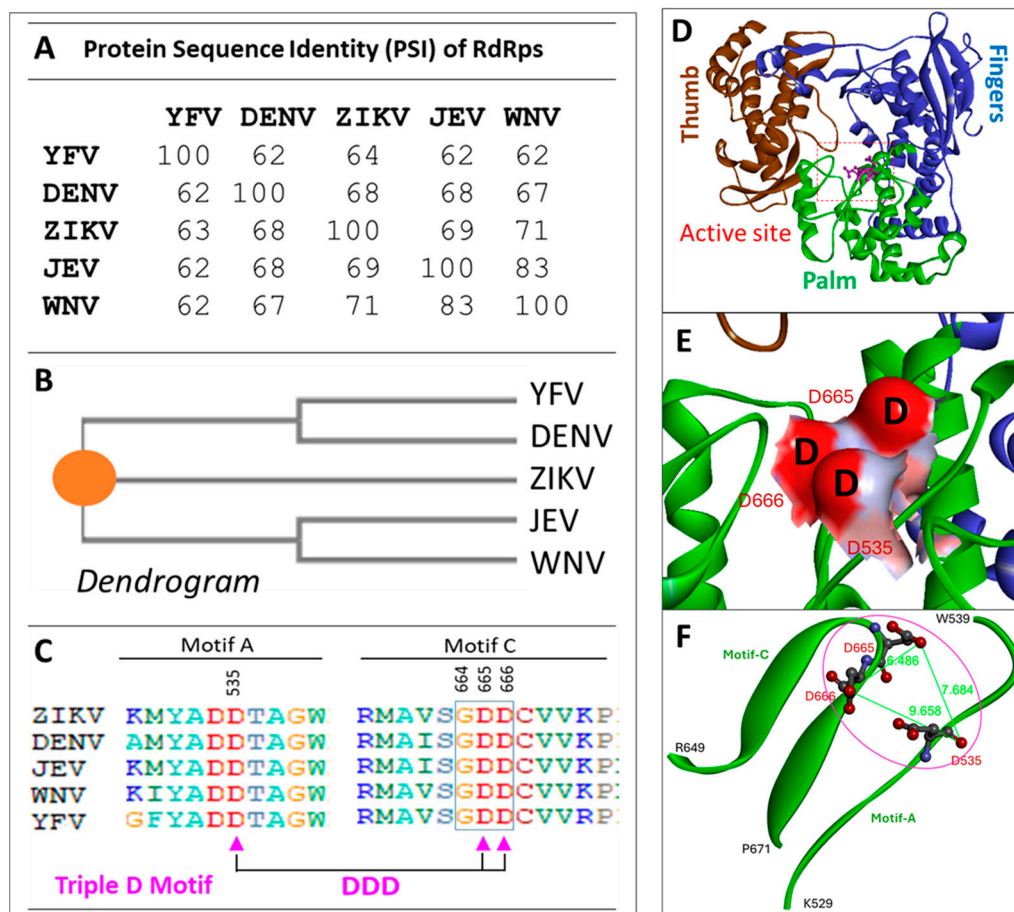 A Protein Sequence Identity (PSI) of RdRps
YFV DENV ZIKV JEV WNV
YFV 100 62 64 62 62
DENV 62 100 68 68 67
ZIKV 63 68 100 69 71
JEV 62 68 69 100 83
WNV 62 67 71 83 100
B
YFV
DENV
ZIKV
JEV
WNV
Dendrogram
C
Motif A Motif C
535 664 665 666
ZIKV KMYADDTAGW RMAVSGDDCVVKP
DENV AMYADDTAGW RMAISGDDCVVKP
JEV KMYADDTAGW RMAISGDDCVVKP
WNV KIYADDTAGW RMAVSGDDCVVKP
YFV GFYADDTAGW RMAVSGDDCVVRP
Triple D Motif DDD
D
Thumb
Fingers
Active site
Palm
E
D665
D
D
D
D666
D535
F
W539
Motif-C
D665
6.486
D666
7.684
9.658
R649
D535
Motif-A
P671
K529